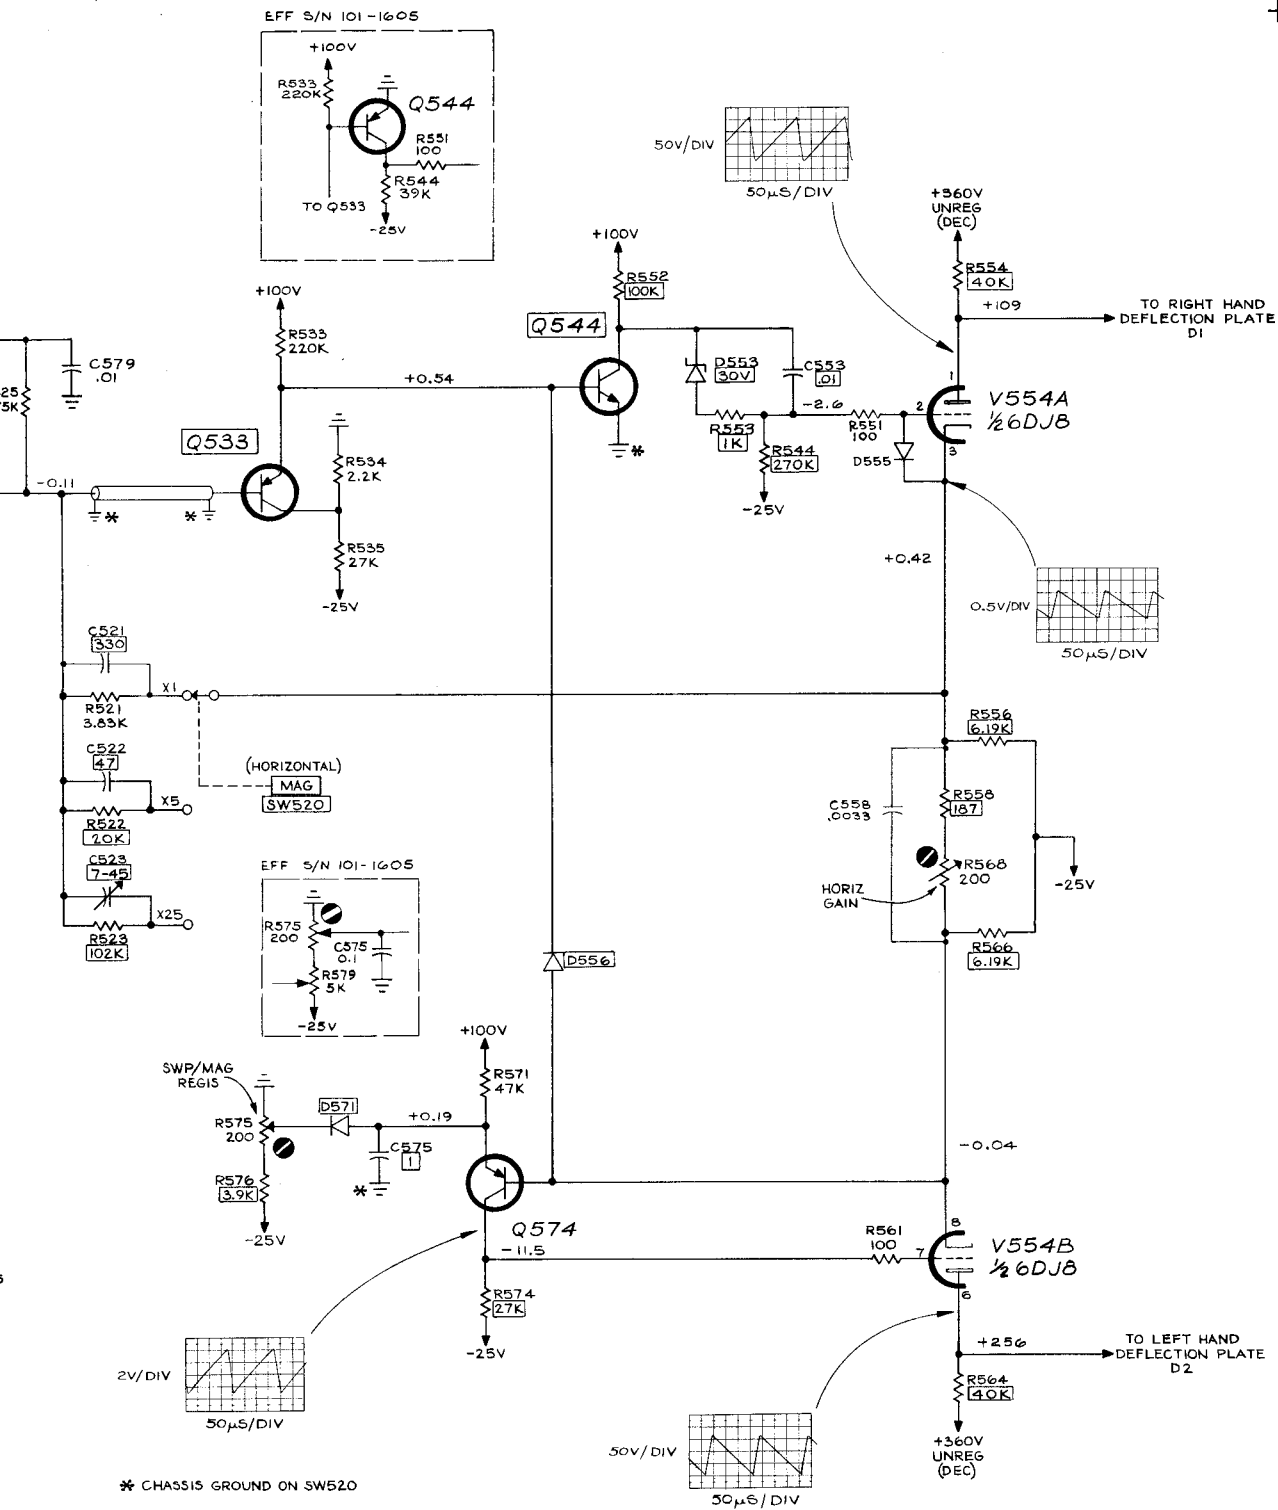 EFF S/N 101-1605
+100V
R533
220K
Q544
R551
100
R544
39K
TO Q533
-25V
50V/DIV
50µS/DIV
+360V
UNREG
(DEC)
R554
40K
+109
TO RIGHT HAND
DEFLECTION PLATE
D1
+100V
R552
100K
Q544
+100V
R533
220K
C579
.01
25
5K
+0.54
D553
30V
C553
.01
-2.6
R553
1K
R544
270K
-25V
R551
100
D555
1
2
3
V554A
½6DJ8
*
Q533
-0.11
*
*
R534
2.2K
R535
27K
-25V
+0.42
0.5V/DIV
50µS/DIV
C521
330
X1
R521
3.83K
C522
47
X5
R522
20K
C523
7-45
X25
R523
102K
(HORIZONTAL)
MAG
SW520
R556
6.19K
C558
.0033
R558
187
R568
200
HORIZ
GAIN
-25V
R566
6.19K
EFF S/N 101-1605
R575
200
C575
0.1
R579
5K
-25V
D556
+100V
R571
47K
SWP/MAG
REGIS
D571
+0.19
R575
200
C575
1
*
R576
3.9K
-25V
-0.04
Q574
-11.5
R561
100
8
7
6
V554B
½6DJ8
R574
27K
-25V
2V/DIV
50µS/DIV
+256
TO LEFT HAND
DEFLECTION PLATE
D2
R564
40K
+360V
UNREG
(DEC)
50V/DIV
50µS/DIV
* CHASSIS GROUND ON SW520